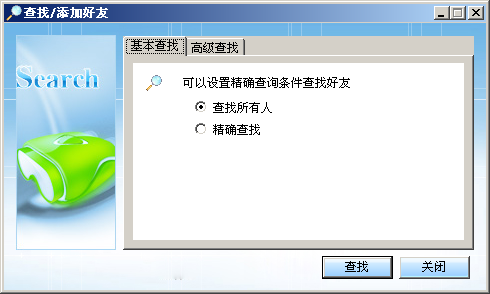 查找/添加好友
Search
基本查找 高级查找
可以设置精确查询条件查找好友
查找所有人
精确查找
查找 关闭